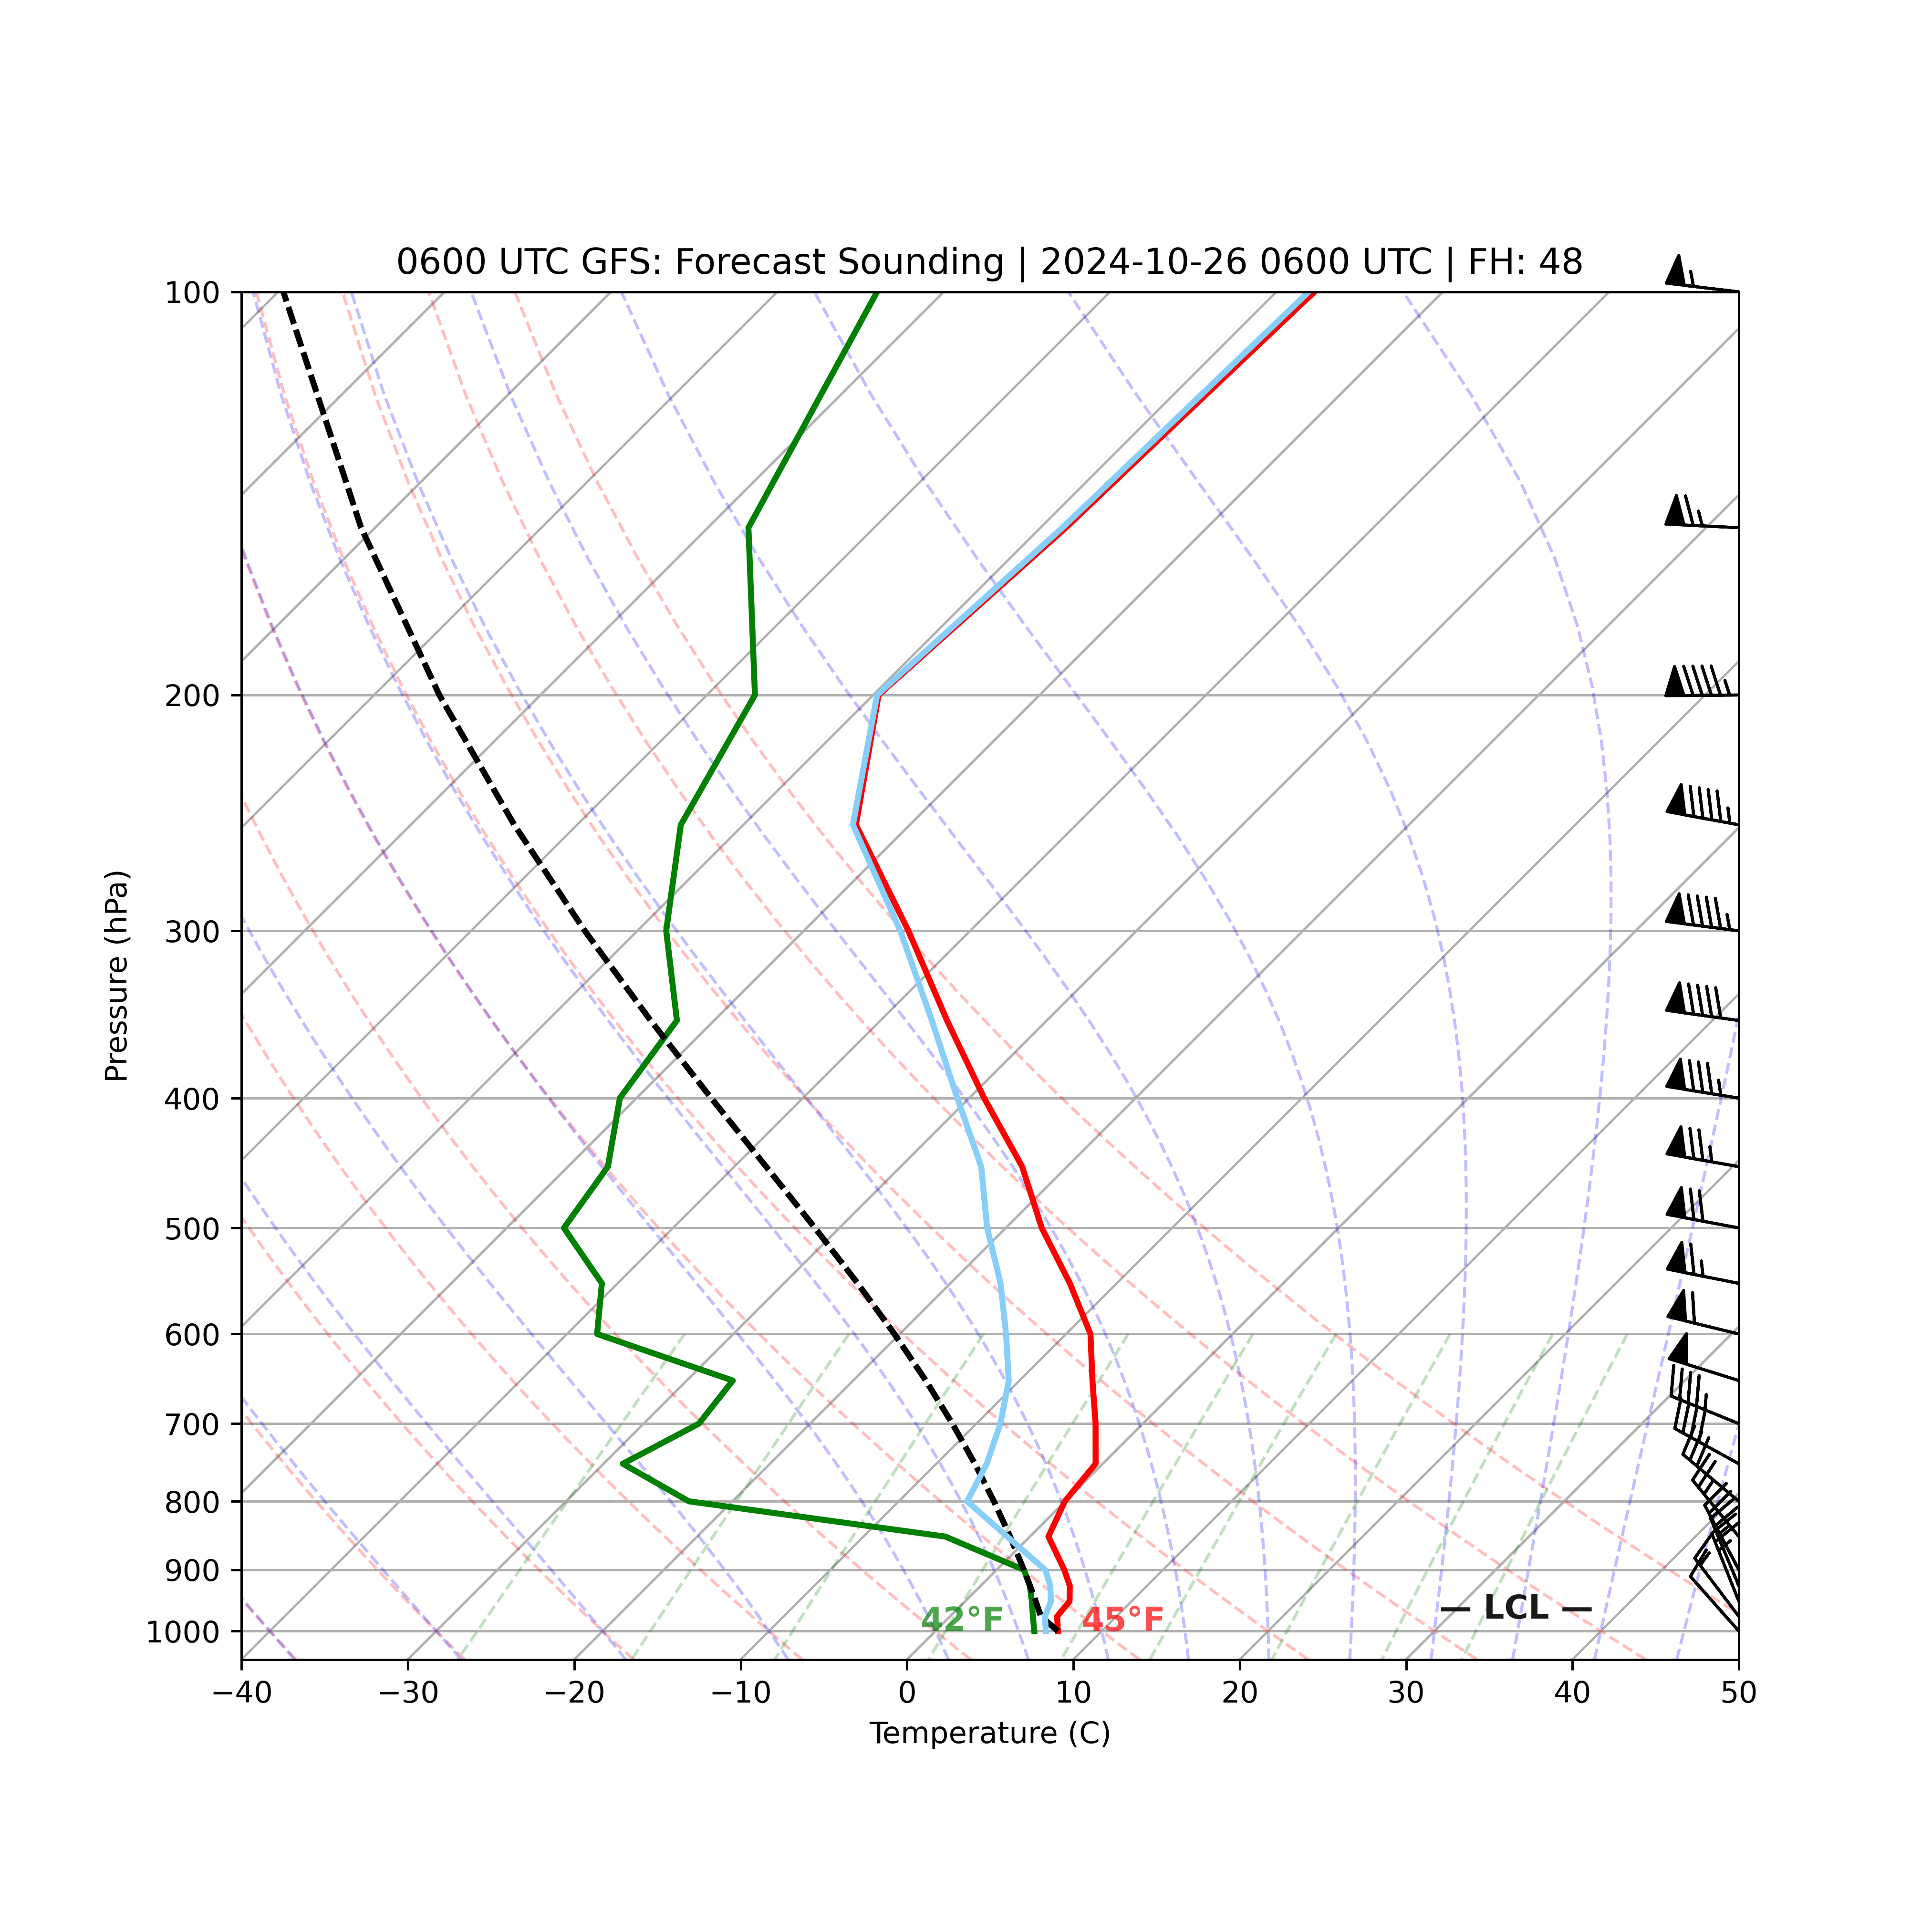 0600 UTC GFS: Forecast Sounding | 2024-10-26 0600 UTC | FH: 48
100
200
300
400
500
600
700
800
900
1000
Pressure (hPa)
42°F
45°F
— LCL —
−40 −30 −20 −10 0 10 20 30 40 50
Temperature (C)